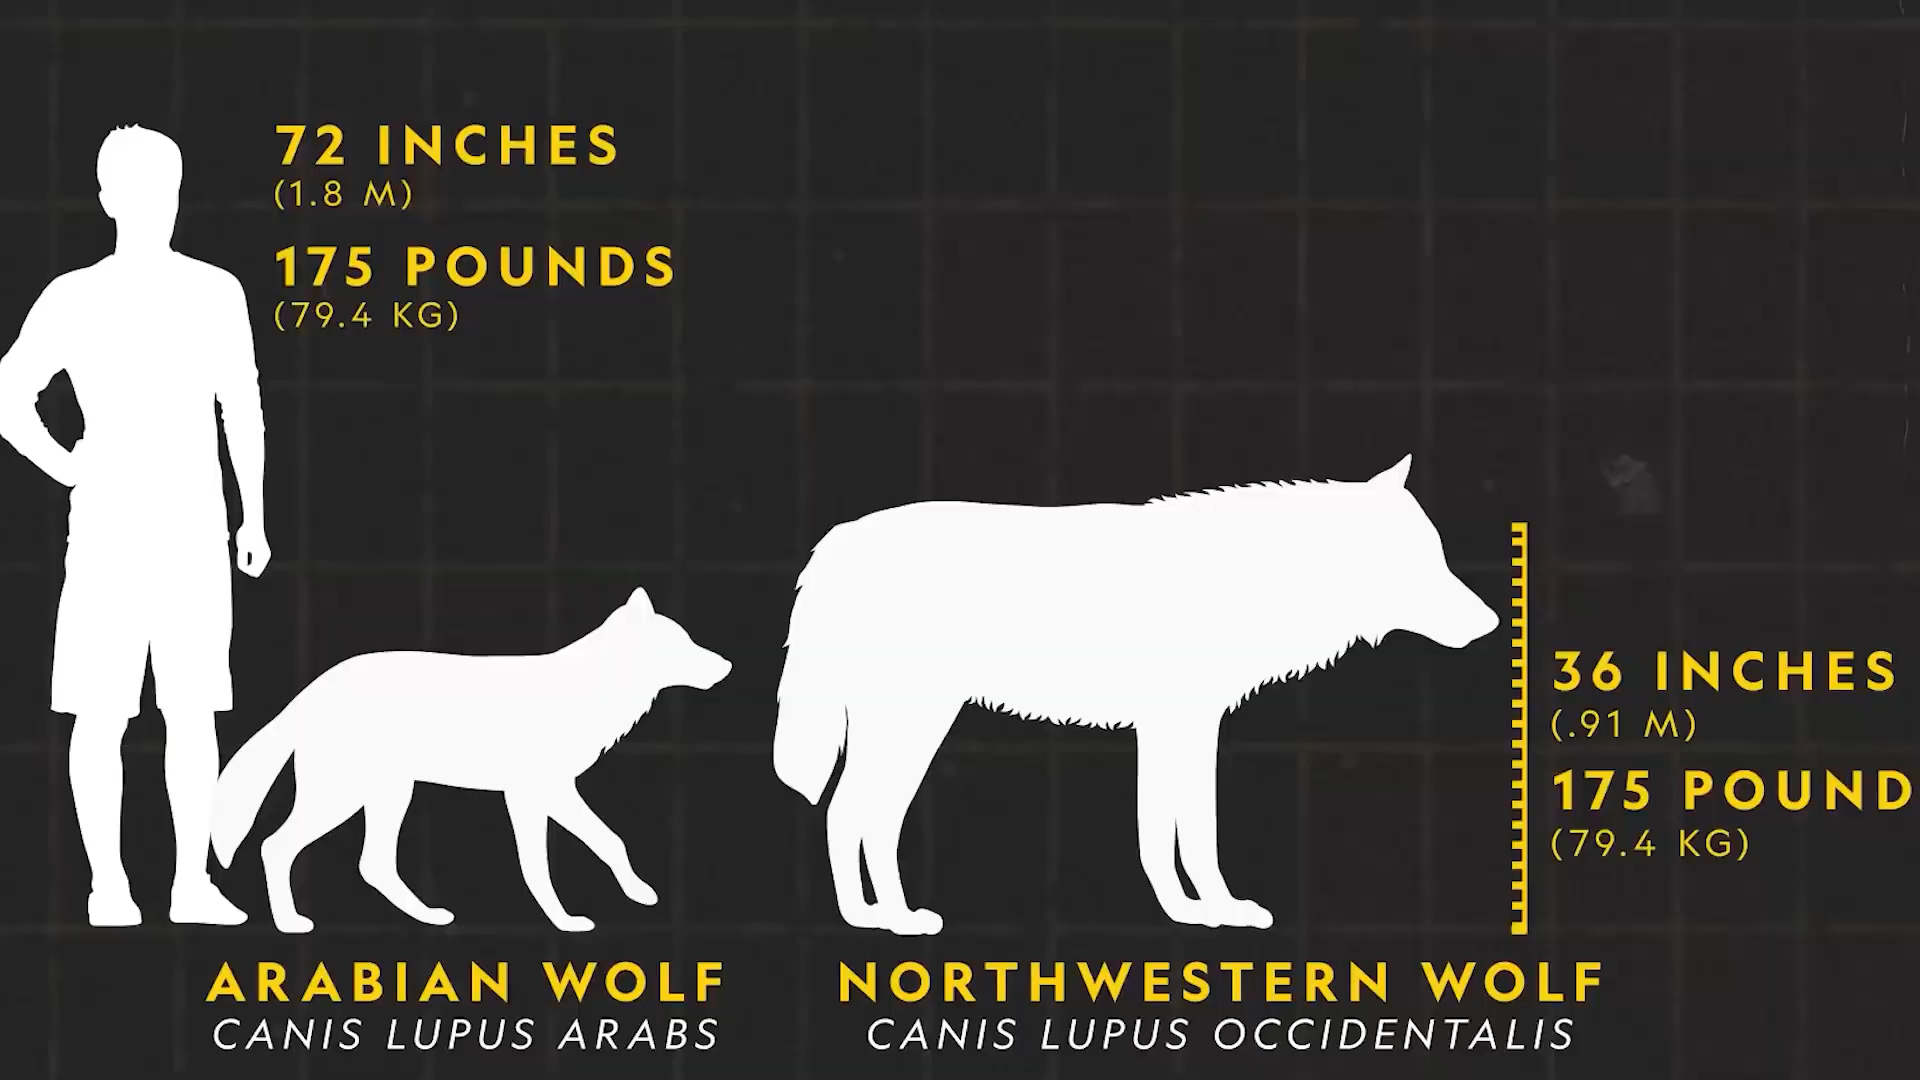 72 INCHES
(1.8 M)
175 POUNDS
(79.4 KG)
36 INCHES
(.91 M)
175 POUND
(79.4 KG)
ARABIAN WOLF
CANIS LUPUS ARABS
NORTHWESTERN WOLF
CANIS LUPUS OCCIDENTALIS